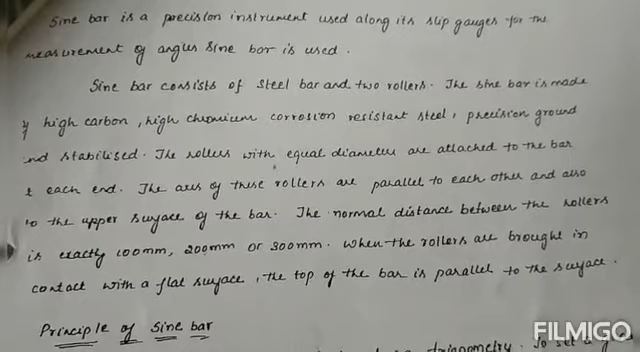 Sine bar is a precision instrument used along its slip gauges for the
measurement of angus sine bar is used.
Sine bar consists of steel bar and two rollers. The sine bar is made
of high carbon, high chromium corrosion resistant steel, precision ground
and stabilised. The rollers with equal diameter are attached to the bar
t each end. The axes of these rollers are parallel to each other and also
to the upper surface of the bar. The normal distance between the rollers
is exactly 100mm, 200mm or 300mm. When the rollers are brought in
contact with a flat surface, the top of the bar is parallel to the surface.
Principle of sine bar
trigonometry. To set a
FILMIGO